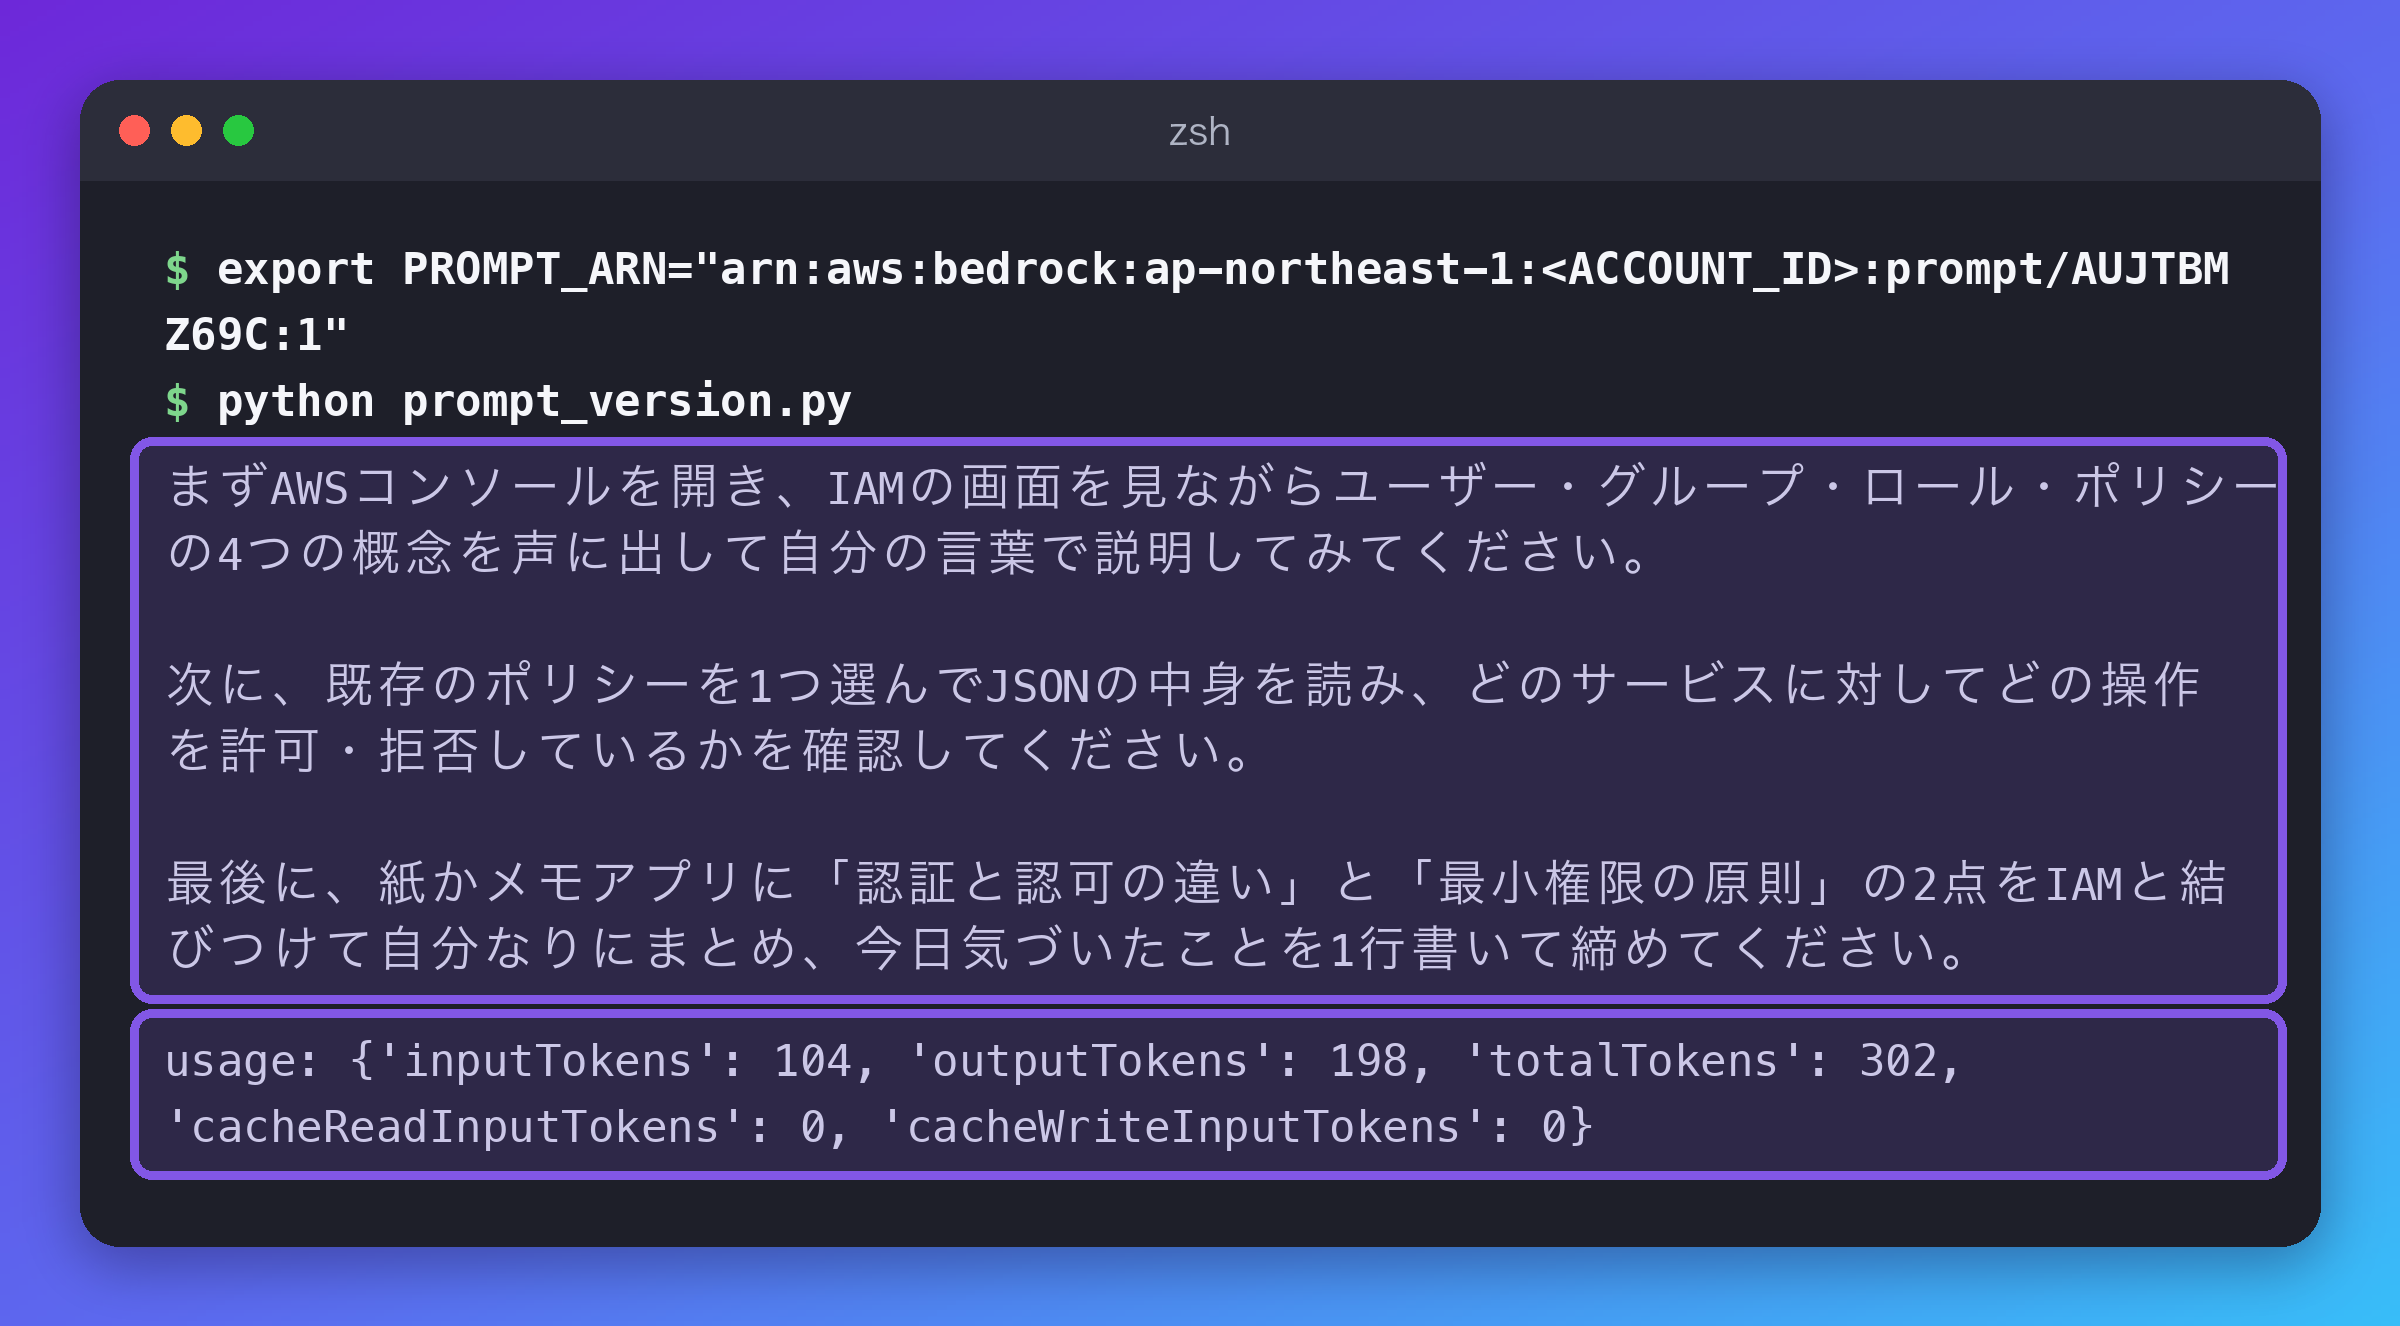 zsh
$ export PROMPT_ARN="arn:aws:bedrock:ap-northeast-1:<ACCOUNT_ID>:prompt/AUJTBM
Z69C:1"
$ python prompt_version.py
まずAWSコンソールを開き、IAMの画面を見ながらユーザー・グループ・ロール・ポリシー
の4つの概念を声に出して自分の言葉で説明してみてください。
次に、既存のポリシーを1つ選んでJSONの中身を読み、どのサービスに対してどの操作
を許可・拒否しているかを確認してください。
最後に、紙かメモアプリに「認証と認可の違い」と「最小権限の原則」の2点をIAMと結
びつけて自分なりにまとめ、今日気づいたことを1行書いて締めてください。
usage: {'inputTokens': 104, 'outputTokens': 198, 'totalTokens': 302,
'cacheReadInputTokens': 0, 'cacheWriteInputTokens': 0}